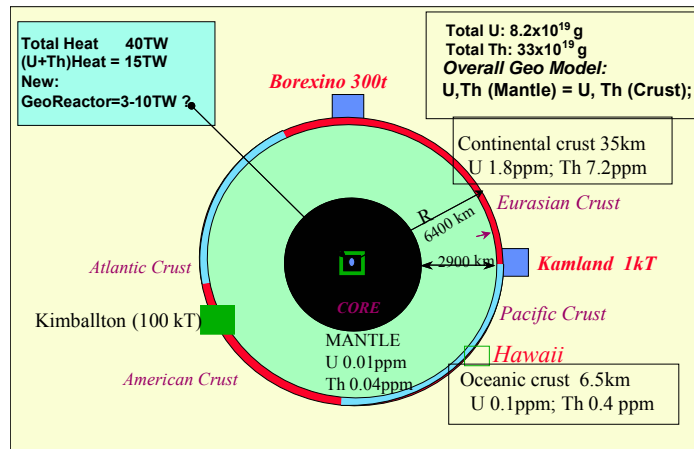 Total Heat 40TW
(U+Th)Heat = 15TW
New:
GeoReactor=3-10TW ?
Total U: 8.2x10¹⁹ g
Total Th: 33x10¹⁹ g
Overall Geo Model:
U,Th (Mantle) = U, Th (Crust);
Borexino 300t
Continental crust 35km
U 1.8ppm; Th 7.2ppm
Eurasian Crust
R
6400 km
2900 km
Kamland 1kT
Atlantic Crust
CORE
Pacific Crust
Kimballton (100 kT)
MANTLE
U 0.01ppm
Th 0.04ppm
Hawaii
American Crust
Oceanic crust 6.5km
U 0.1ppm; Th 0.4 ppm